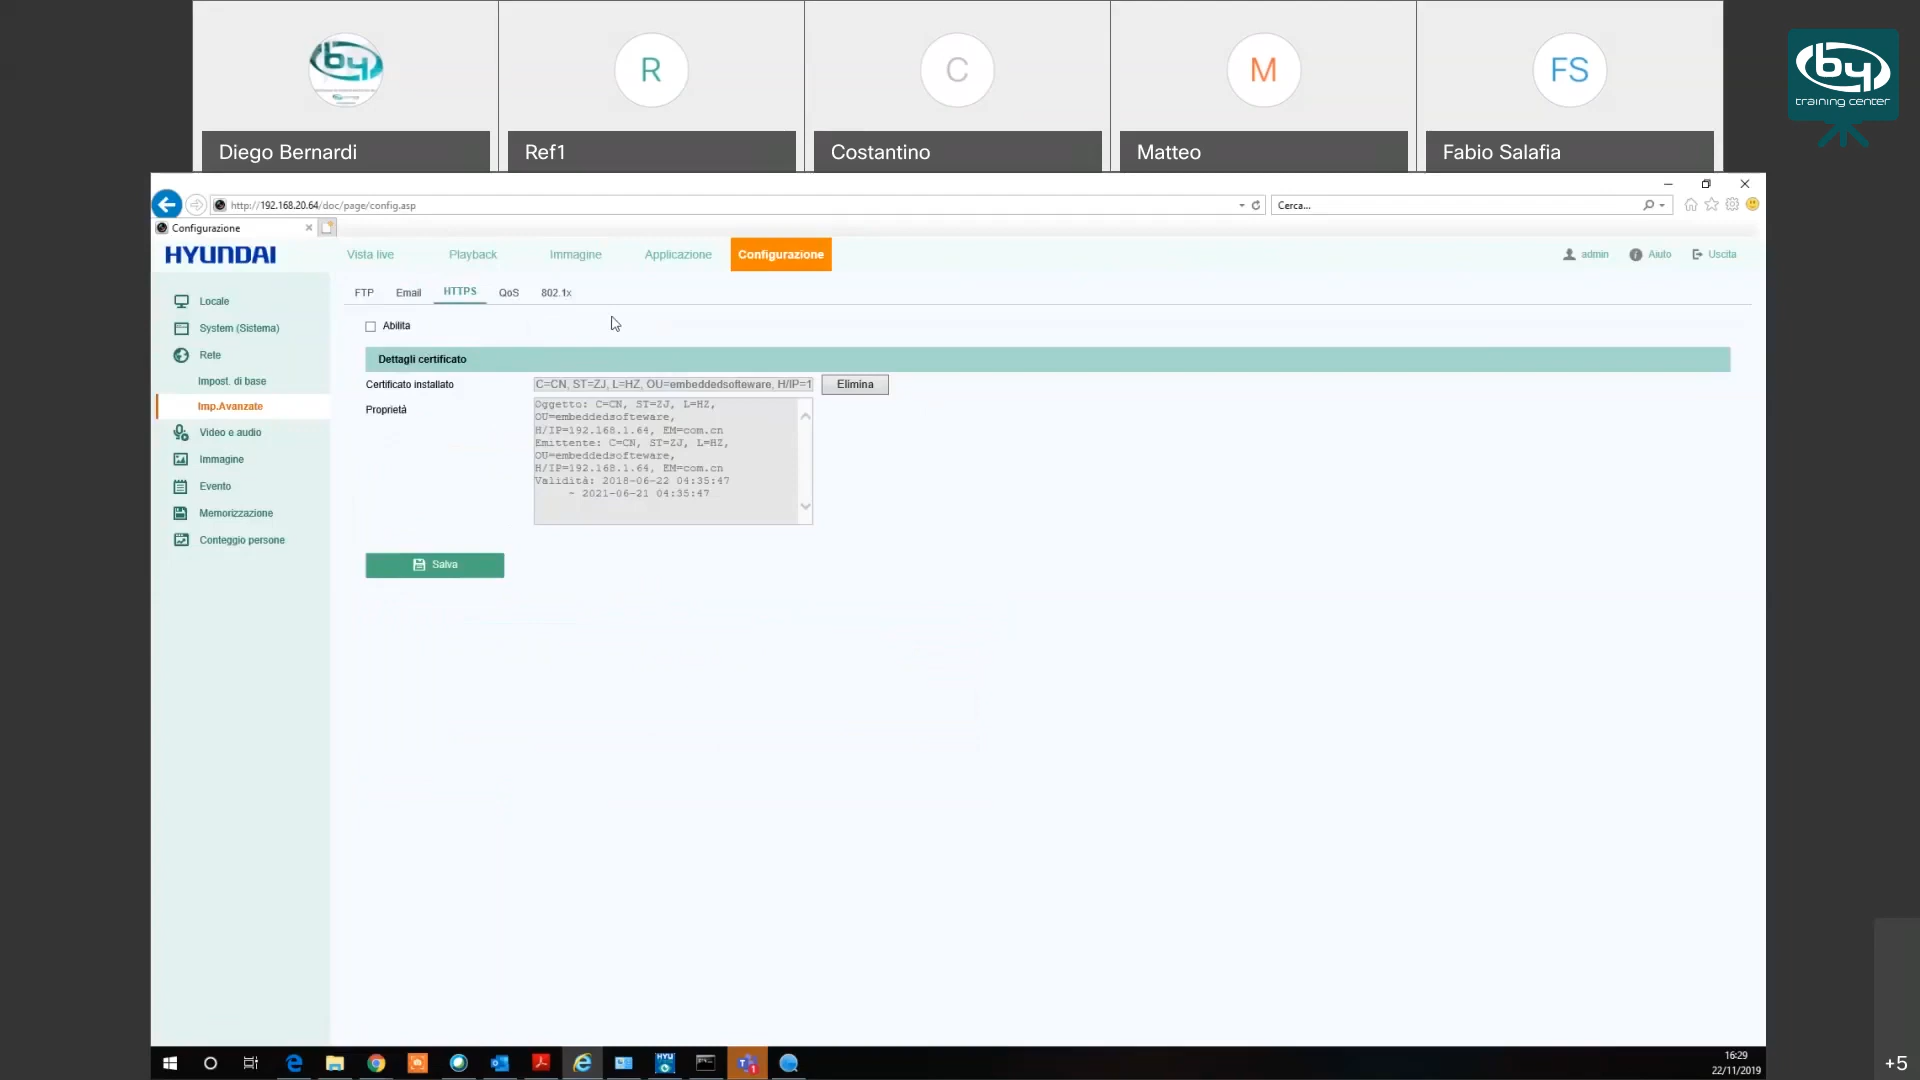 by
R
C
M
FS
by
training center
Diego Bernardi
Ref1
Costantino
Matteo
Fabio Salafia
http://192.168.20.64/doc/page/config.asp
Cerca...
Configurazione
HYUNDAI
Vista live
Playback
Immagine
Applicazione
Configurazione
admin
Aiuto
Uscita
Locale
System (Sistema)
Rete
Impost. di base
Imp.Avanzate
Video e audio
Immagine
Evento
Memorizzazione
Conteggio persone
FTP
Email
HTTPS
QoS
802.1x
Abilita
Dettagli certificato
Certificato installato
C=CN, ST=ZJ, L=HZ, OU=embeddedsofteware, H/IP=1
Elimina
Proprietà
Oggetto: C=CN, ST=ZJ, L=HZ,
OU=embeddedsofteware,
H/IP=192.168.1.64, EM=com.cn
Emittente: C=CN, ST=ZJ, L=HZ,
OU=embeddedsofteware,
H/IP=192.168.1.64, EM=com.cn
Validità: 2018-06-22 04:35:47
- 2021-06-21 04:35:47
Salva
HYU
16:29
22/11/2019
+5